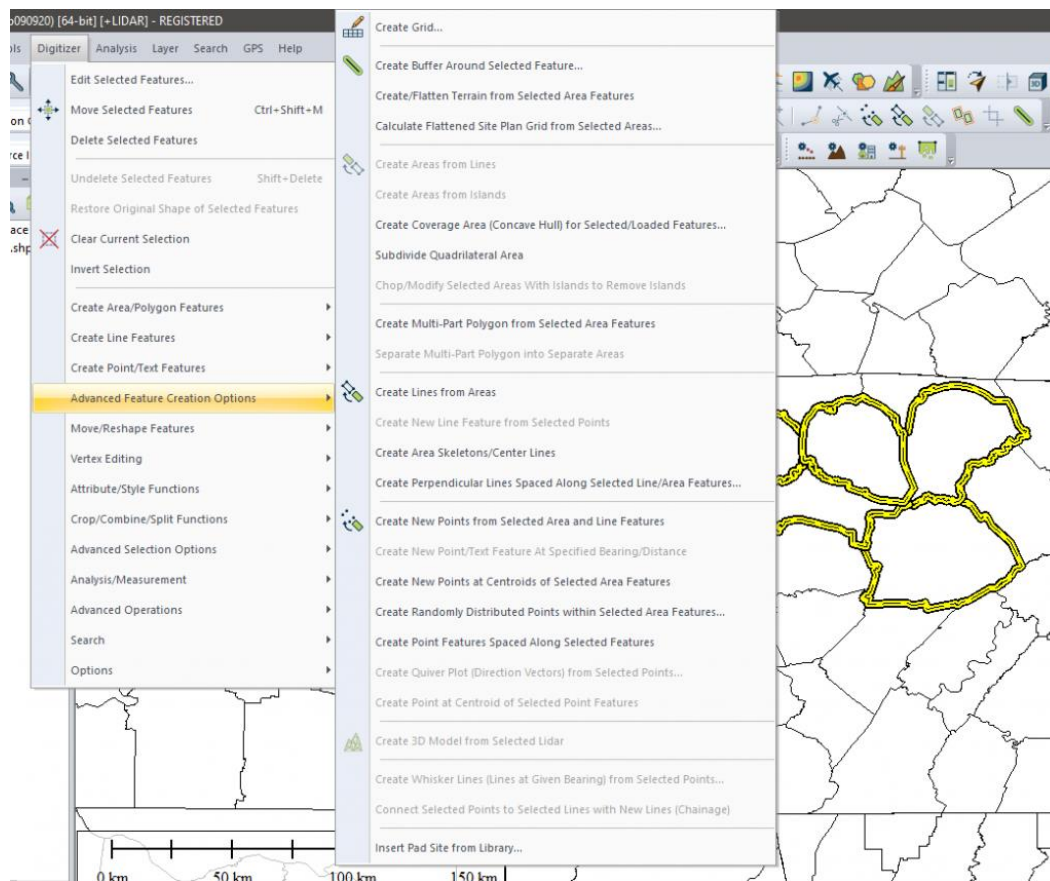 b090920) [64-bit] [+LIDAR] - REGISTERED
ols Digitizer Analysis Layer Search GPS Help
Edit Selected Features...
Move Selected Features Ctrl+Shift+M
Delete Selected Features
Undelete Selected Features Shift+Delete
Restore Original Shape of Selected Features
Clear Current Selection
Invert Selection
Create Area/Polygon Features
Create Line Features
Create Point/Text Features
Advanced Feature Creation Options
Move/Reshape Features
Vertex Editing
Attribute/Style Functions
Crop/Combine/Split Functions
Advanced Selection Options
Analysis/Measurement
Advanced Operations
Search
Options
Create Grid...
Create Buffer Around Selected Feature...
Create/Flatten Terrain from Selected Area Features
Calculate Flattened Site Plan Grid from Selected Areas...
Create Areas from Lines
Create Areas from Islands
Create Coverage Area (Concave Hull) for Selected/Loaded Features...
Subdivide Quadrilateral Area
Chop/Modify Selected Areas With Islands to Remove Islands
Create Multi-Part Polygon from Selected Area Features
Separate Multi-Part Polygon into Separate Areas
Create Lines from Areas
Create New Line Feature from Selected Points
Create Area Skeletons/Center Lines
Create Perpendicular Lines Spaced Along Selected Line/Area Features...
Create New Points from Selected Area and Line Features
Create New Point/Text Feature At Specified Bearing/Distance
Create New Points at Centroids of Selected Area Features
Create Randomly Distributed Points within Selected Area Features...
Create Point Features Spaced Along Selected Features
Create Quiver Plot (Direction Vectors) from Selected Points...
Create Point at Centroid of Selected Point Features
Create 3D Model from Selected Lidar
Create Whisker Lines (Lines at Given Bearing) from Selected Points...
Connect Selected Points to Selected Lines with New Lines (Chainage)
Insert Pad Site from Library...
on
rce
ace
.shp
3D
0 km 50 km 100 km 150 km